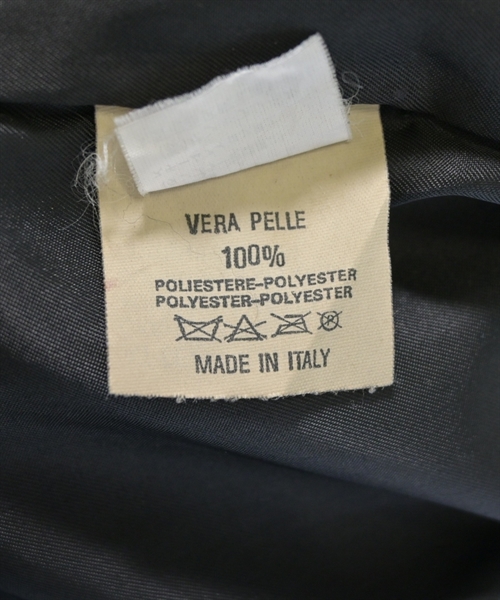 VERA PELLE
100%
POLIESTERE-POLYESTER
POLYESTER-POLYESTER
MADE IN ITALY